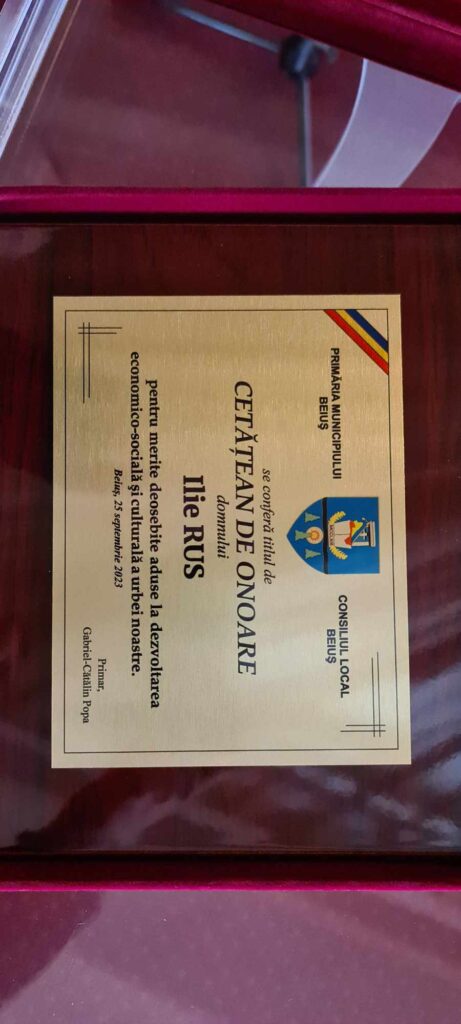 PRIMĂRIA MUNICIPIULUI
BEIUȘ
CONSILIUL LOCAL
BEIUȘ
se conferă titlul de
CETĂȚEAN DE ONOARE
domnului
Ilie RUS
pentru merite deosebite aduse la dezvoltarea
economico-socială și culturală a urbei noastre.
Beiuș, 25 septembrie 2023
Primar,
Gabriel-Cătălin Popa